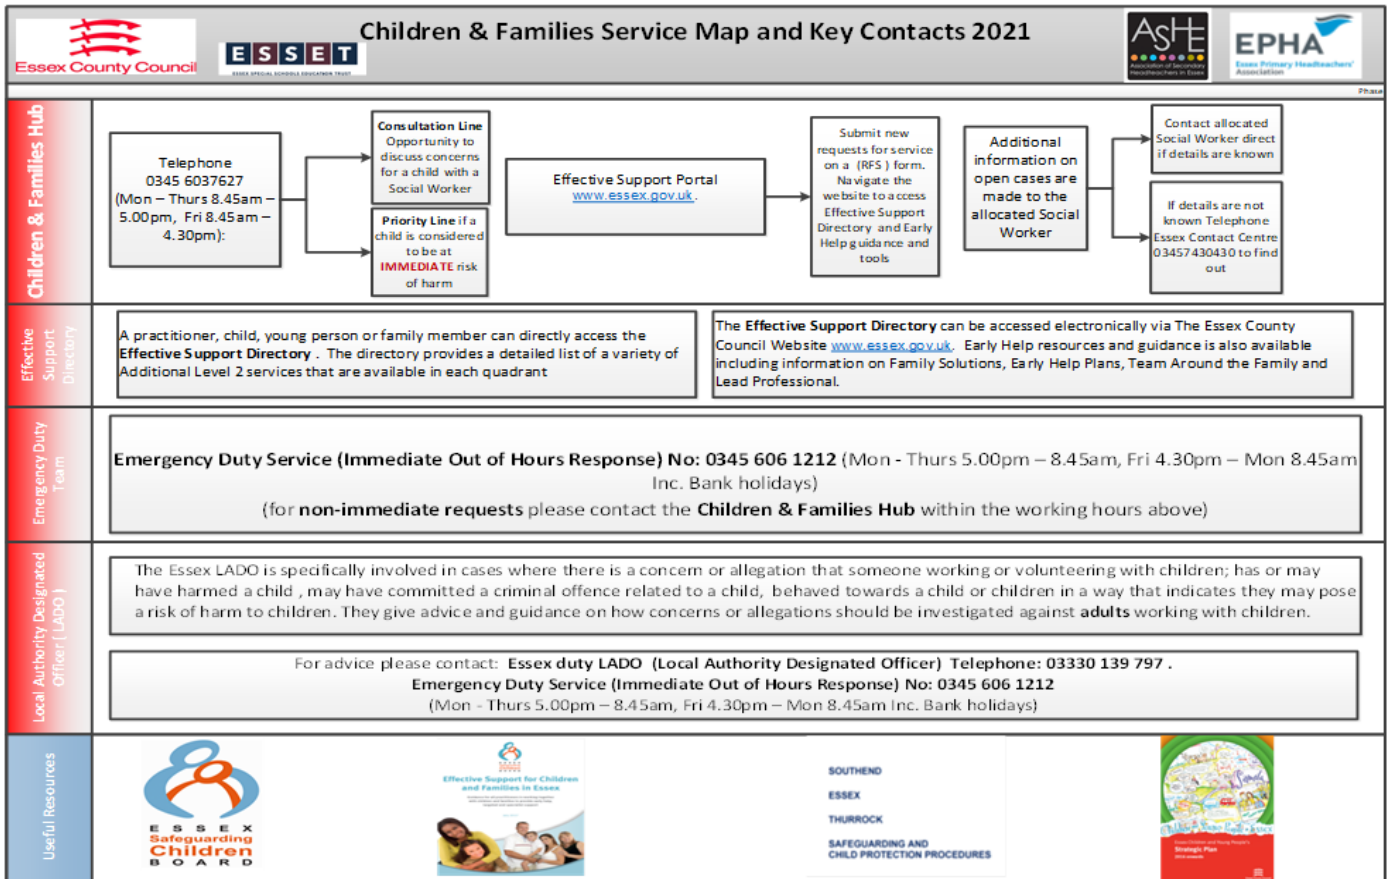 Children & Families Service Map and Key Contacts 2021
Essex County Council
ESSET
ESSEX SPECIAL SCHOOLS EDUCATION TRUST
ASHE
Association of Secondary
Headteachers in Essex
EPHA
Essex Primary Headteachers'
Association
Phase
Children & Families Hub
Telephone
0345 6037627
(Mon – Thurs 8.45am –
5.00pm, Fri 8.45am –
4.30pm):
Consultation Line
Opportunity to
discuss concerns
for a child with a
Social Worker
Priority Line if a
child is considered
to be at
IMMEDIATE risk
of harm
Effective Support Portal
www.essex.gov.uk .
Submit new
requests for service
on a (RFS ) form.
Navigate the
website to access
Effective Support
Directory and Early
Help guidance and
tools
Additional
information on
open cases are
made to the
allocated Social
Worker
Contact allocated
Social Worker direct
if details are known
If details are not
known Telephone
Essex Contact Centre
03457430430 to find
out
Effective
Support
Directory
A practitioner, child, young person or family member can directly access the
Effective Support Directory . The directory provides a detailed list of a variety of
Additional Level 2 services that are available in each quadrant
The Effective Support Directory can be accessed electronically via The Essex County
Council Website www.essex.gov.uk. Early Help resources and guidance is also available
including information on Family Solutions, Early Help Plans, Team Around the Family and
Lead Professional.
Emergency Duty
Team
Emergency Duty Service (Immediate Out of Hours Response) No: 0345 606 1212 (Mon - Thurs 5.00pm – 8.45am, Fri 4.30pm – Mon 8.45am
Inc. Bank holidays)
(for non-immediate requests please contact the Children & Families Hub within the working hours above)
Local Authority Designated
Officer ( LADO )
The Essex LADO is specifically involved in cases where there is a concern or allegation that someone working or volunteering with children; has or may
have harmed a child , may have committed a criminal offence related to a child, behaved towards a child or children in a way that indicates they may pose
a risk of harm to children. They give advice and guidance on how concerns or allegations should be investigated against adults working with children.
For advice please contact: Essex duty LADO (Local Authority Designated Officer) Telephone: 03330 139 797 .
Emergency Duty Service (Immediate Out of Hours Response) No: 0345 606 1212
(Mon - Thurs 5.00pm – 8.45am, Fri 4.30pm – Mon 8.45am Inc. Bank holidays)
Useful Resources
ESSEX
Safeguarding
Children
BOARD
Effective Support for Children
and Families in Essex
SOUTHEND
ESSEX
THURROCK
SAFEGUARDING AND
CHILD PROTECTION PROCEDURES
Essex Children and Young People's
Strategic Plan